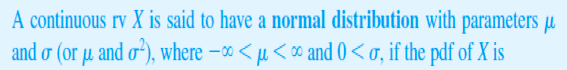 A continuous rv X is said to have a normal distribution with parameters μ
and σ (or μ and σ²), where −∞ < μ < ∞ and 0 < σ, if the pdf of X is